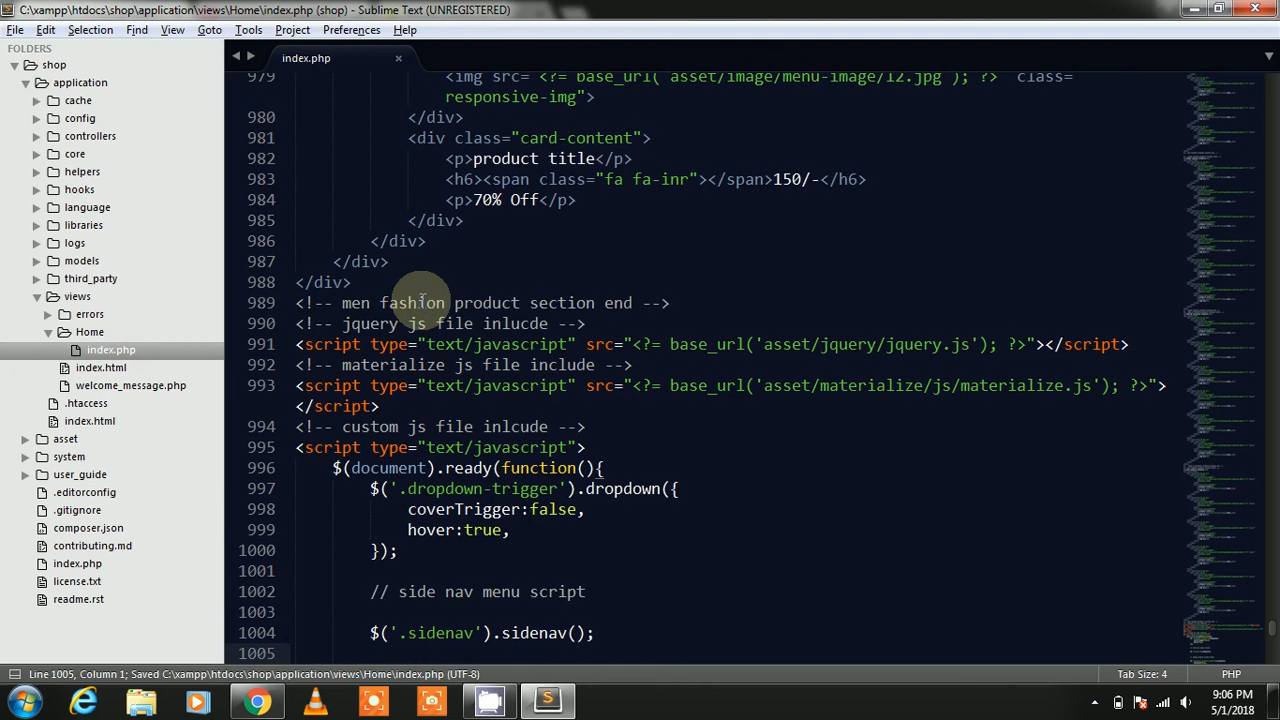 C:\xampp\htdocs\shop\application\views\Home\index.php (shop) - Sublime Text (UNREGISTERED)
File Edit Selection Find View Goto Tools Project Preferences Help
FOLDERS
shop
application
cache
config
controllers
core
helpers
hooks
language
libraries
logs
models
third_party
views
errors
Home
index.php
index.html
welcome_message.php
.htaccess
index.html
asset
system
user_guide
.editorconfig
.gitignore
composer.json
contributing.md
index.php
license.txt
readme.rst
index.php
979 <img src= <?= base_url( asset/image/menu-image/12.jpg ); ?> class=
responsive-img">
980 </div>
981 <div class="card-content">
982 <p>product title</p>
983 <h6><span class="fa fa-inr"></span>150/-</h6>
984 <p>70% Off</p>
985 </div>
986 </div>
987 </div>
988 </div>
989 <!-- men fashion product section end -->
990 <!-- jquery js file inlucde -->
991 <script type="text/javascript" src="<?= base_url('asset/jquery/jquery.js'); ?>"></script>
992 <!-- materialize js file include -->
993 <script type="text/javascript" src="<?= base_url('asset/materialize/js/materialize.js'); ?>">
</script>
994 <!-- custom js file inlcude -->
995 <script type="text/javascript">
996 $(document).ready(function(){
997 $('.dropdown-trigger').dropdown({
998 coverTrigger:false,
999 hover:true,
1000 });
1001
1002 // side nav menu script
1003
1004 $('.sidenav').sidenav();
1005
Column 1; Saved C:\xampp\htdocs\shop\application\views\Home\index.php (UTF-8)
Tab Size: 4
PHP
9:06 PM
5/1/2018